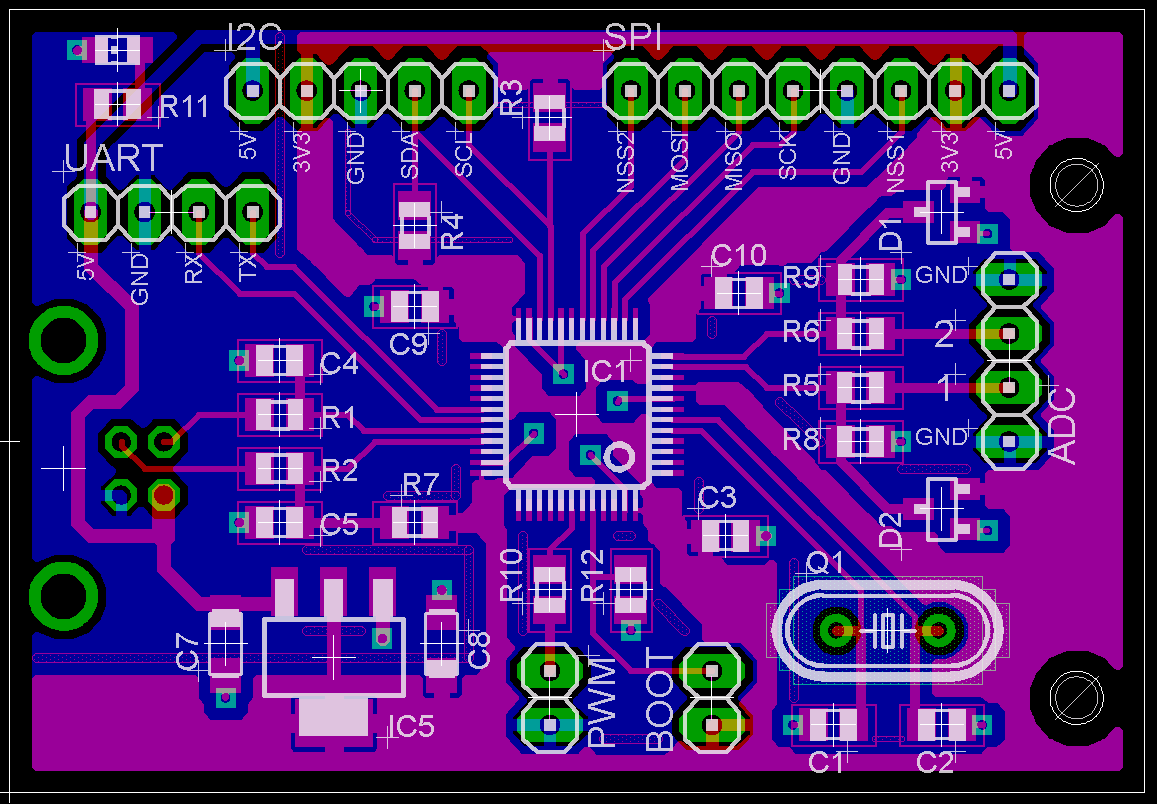 I2C
SPI
R11
R3
5V
3V3
GND
SDA
SCL
NSS2
MOSI
MISO
SCK
GND
NSS1
3V3
5V
UART
R4
D1
5V
GND
RX
TX
C10
R9
GND
C9
R6
2
C4
IC1
R5
1
R1
R8
GND
ADC
R2
R7
C3
C5
D2
R10
R12
Q1
C7
C8
IC5
PWM
BOOT
C1
C2